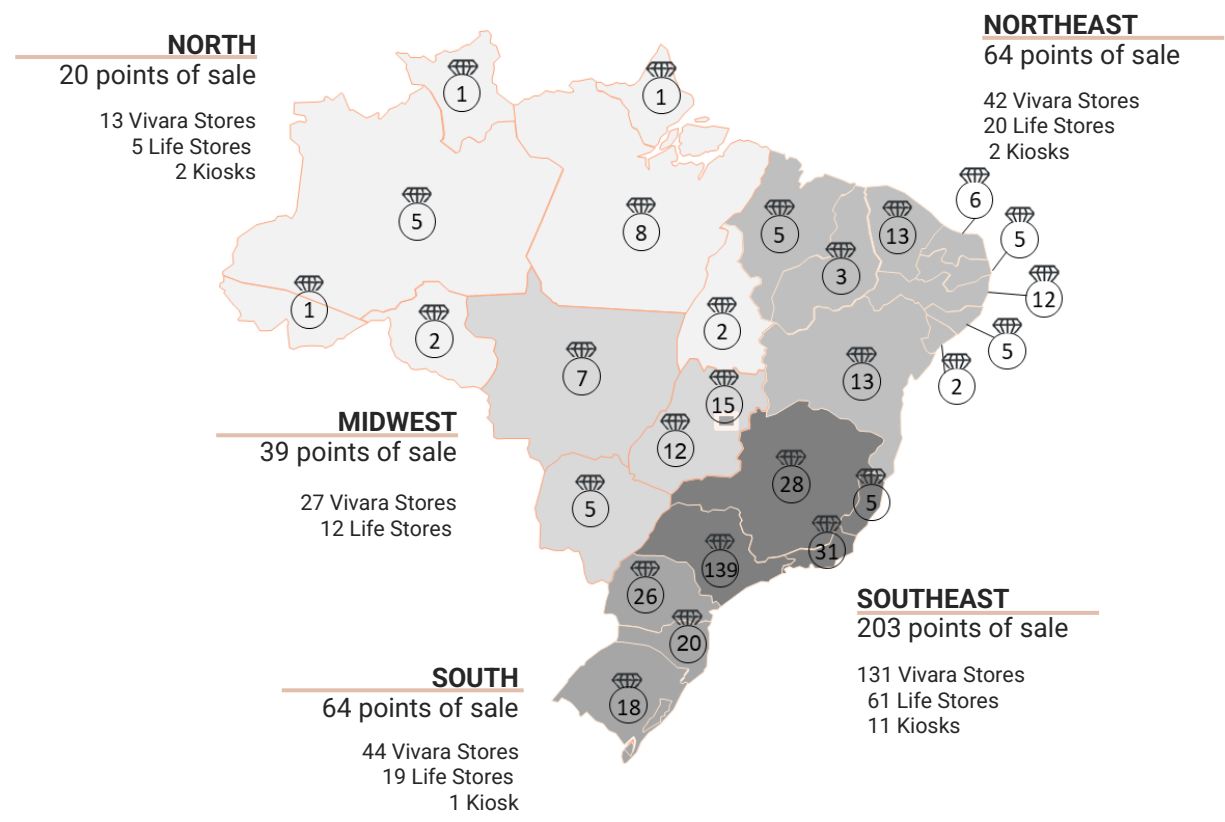 NORTH
20 points of sale
13 Vivara Stores
5 Life Stores
2 Kiosks
NORTHEAST
64 points of sale
42 Vivara Stores
20 Life Stores
2 Kiosks
1
1
5
8
5
3
13
6
5
12
5
2
1
2
2
7
13
15
12
5
28
5
31
139
26
20
18
MIDWEST
39 points of sale
27 Vivara Stores
12 Life Stores
SOUTHEAST
203 points of sale
131 Vivara Stores
61 Life Stores
11 Kiosks
SOUTH
64 points of sale
44 Vivara Stores
19 Life Stores
1 Kiosk